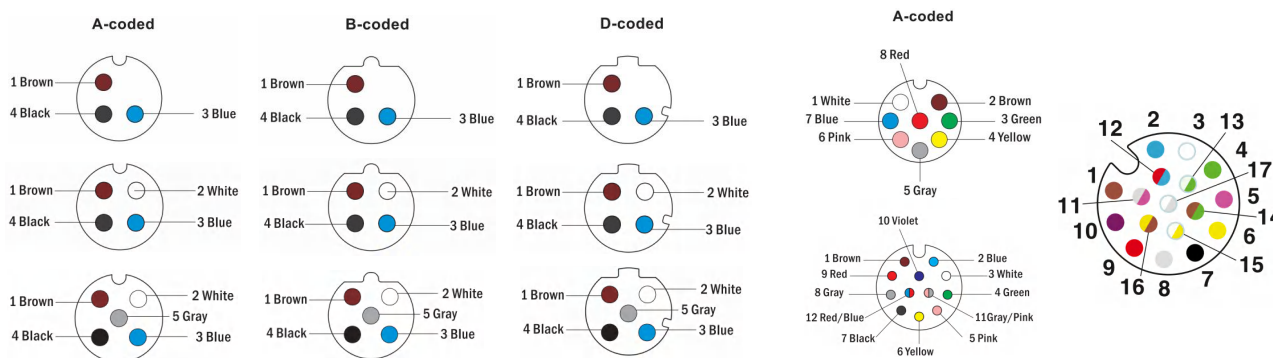 A-coded
1 Brown
4 Black
3 Blue
1 Brown
2 White
4 Black
3 Blue
1 Brown
2 White
5 Gray
4 Black
3 Blue
B-coded
1 Brown
4 Black
3 Blue
1 Brown
2 White
4 Black
3 Blue
1 Brown
2 White
5 Gray
4 Black
3 Blue
D-coded
1 Brown
4 Black
3 Blue
1 Brown
2 White
4 Black
3 Blue
1 Brown
2 White
5 Gray
4 Black
3 Blue
A-coded
8 Red
1 White
2 Brown
7 Blue
3 Green
6 Pink
4 Yellow
5 Gray
10 Violet
1 Brown
2 Blue
9 Red
3 White
8 Gray
4 Green
12 Red/Blue
11Gray/Pink
7 Black
5 Pink
6 Yellow
2
3
12
13
4
17
1
5
11
14
10
6
9
15
16
8
7